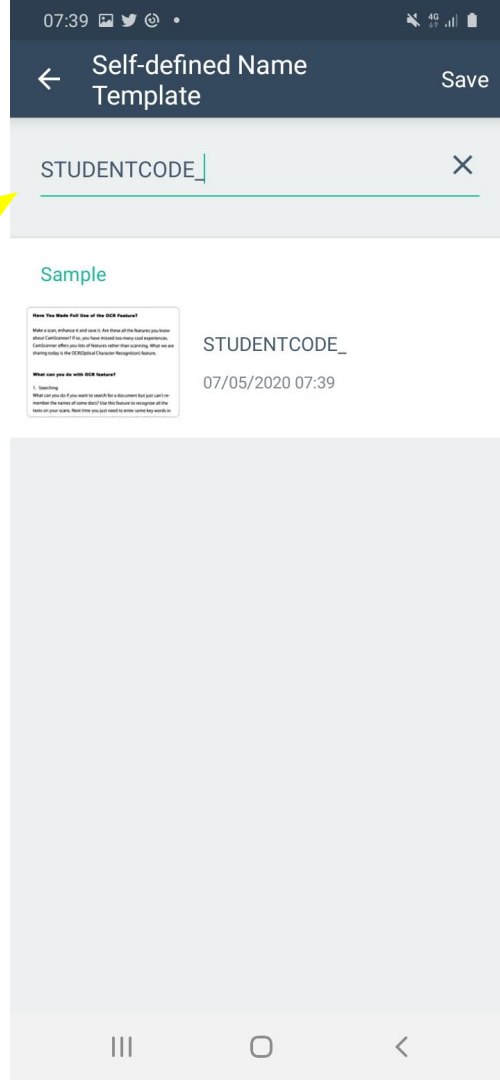 07:39
4G
Self-defined Name
Template
Save
STUDENTCODE_
Sample
Have You Made Full Use of the OCR Feature?
Make a scan, enhance it and save it. Are these all the features you know
about CamScanner? If so, you have missed too many cool experiences.
CamScanner offers you lots of features rather than scanning. What we are
sharing today is the OCR(Optical Character Recognition) feature.
What can you do with OCR feature?
1. Searching
What can you do if you want to search for a document but just can't re-
member the names of some docs? Use this feature to recognize all the
texts on your scans. Next time you just need to enter some key words in
STUDENTCODE_
07/05/2020 07:39